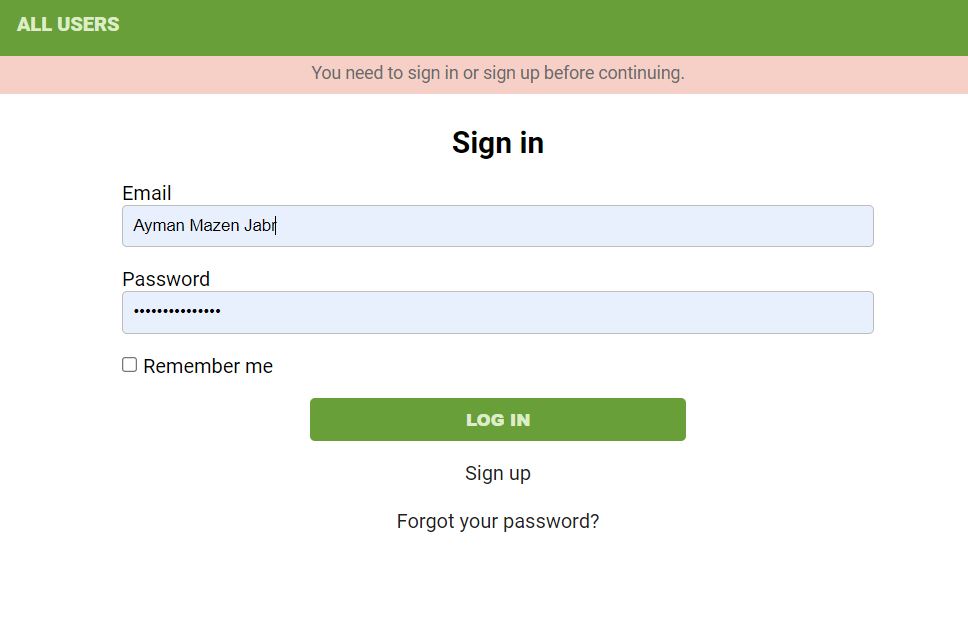 ALL USERS
You need to sign in or sign up before continuing.
Sign in
Email
Ayman Mazen Jabr
Password
•••••••••••••••
Remember me
LOG IN
Sign up
Forgot your password?